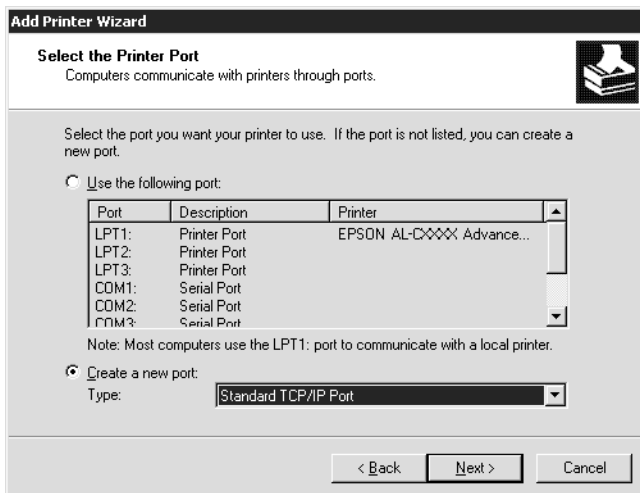 Add Printer Wizard
Select the Printer Port
Computers communicate with printers through ports.
Select the port you want your printer to use. If the port is not listed, you can create a
new port.
Use the following port:
Port Description Printer
LPT1: Printer Port EPSON AL-CXXXX Advance...
LPT2: Printer Port
LPT3: Printer Port
COM1: Serial Port
COM2: Serial Port
COM3: Serial Port
Note: Most computers use the LPT1: port to communicate with a local printer.
Create a new port:
Type: Standard TCP/IP Port
< Back Next > Cancel